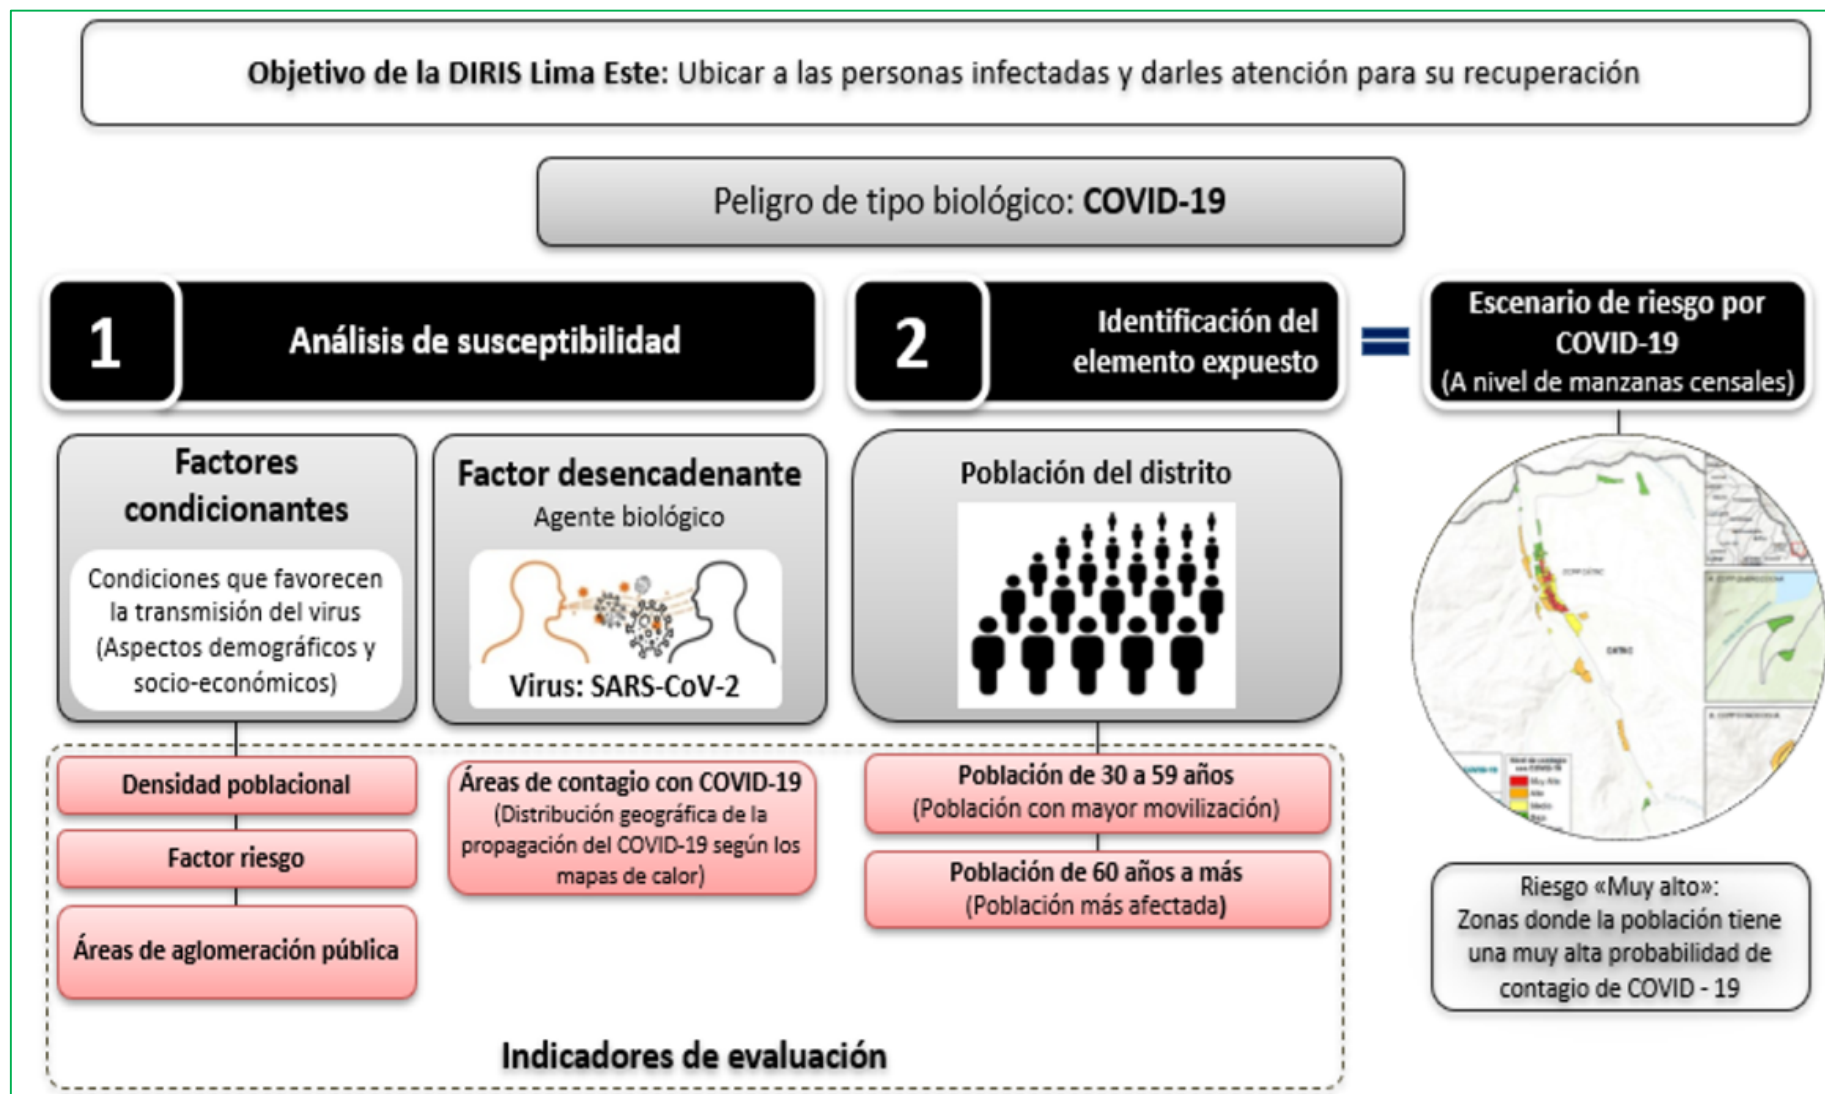 Objetivo de la DIRIS Lima Este: Ubicar a las personas infectadas y darles atención para su recuperación
Peligro de tipo biológico: COVID-19
1
Análisis de susceptibilidad
2
Identificación del
elemento expuesto
Escenario de riesgo por
COVID-19
(A nivel de manzanas censales)
Factores
condicionantes
Condiciones que favorecen
la transmisión del virus
(Aspectos demográficos y
socio-económicos)
Factor desencadenante
Agente biológico
Virus: SARS-CoV-2
Población del distrito
Densidad poblacional
Factor riesgo
Áreas de aglomeración pública
Áreas de contagio con COVID-19
(Distribución geográfica de la
propagación del COVID-19 según los
mapas de calor)
Población de 30 a 59 años
(Población con mayor movilización)
Población de 60 años a más
(Población más afectada)
Indicadores de evaluación
Muy Alto
Alto
Medio
Riesgo «Muy alto»:
Zonas donde la población tiene
una muy alta probabilidad de
contagio de COVID - 19